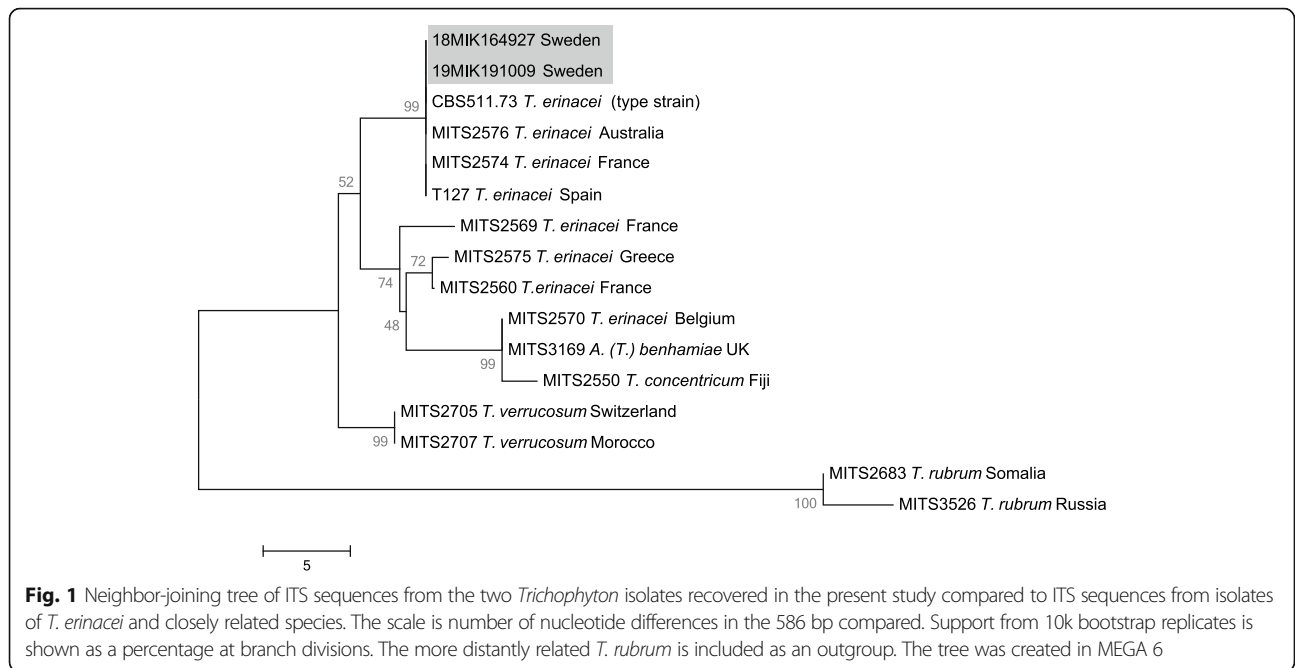 18MIK164927 Sweden
19MIK191009 Sweden
99
CBS511.73 T. erinacei (type strain)
MITS2576 T. erinacei Australia
MITS2574 T. erinacei France
52
T127 T. erinacei Spain
MITS2569 T. erinacei France
72
MITS2575 T. erinacei Greece
74
MITS2560 T.erinacei France
48
MITS2570 T. erinacei Belgium
MITS3169 A. (T.) benhamiae UK
99
MITS2550 T. concentricum Fiji
MITS2705 T. verrucosum Switzerland
99
MITS2707 T. verrucosum Morocco
MITS2683 T. rubrum Somalia
100
MITS3526 T. rubrum Russia
5
Fig. 1 Neighbor-joining tree of ITS sequences from the two Trichophyton isolates recovered in the present study compared to ITS sequences from isolates
of T. erinacei and closely related species. The scale is number of nucleotide differences in the 586 bp compared. Support from 10k bootstrap replicates is
shown as a percentage at branch divisions. The more distantly related T. rubrum is included as an outgroup. The tree was created in MEGA 6